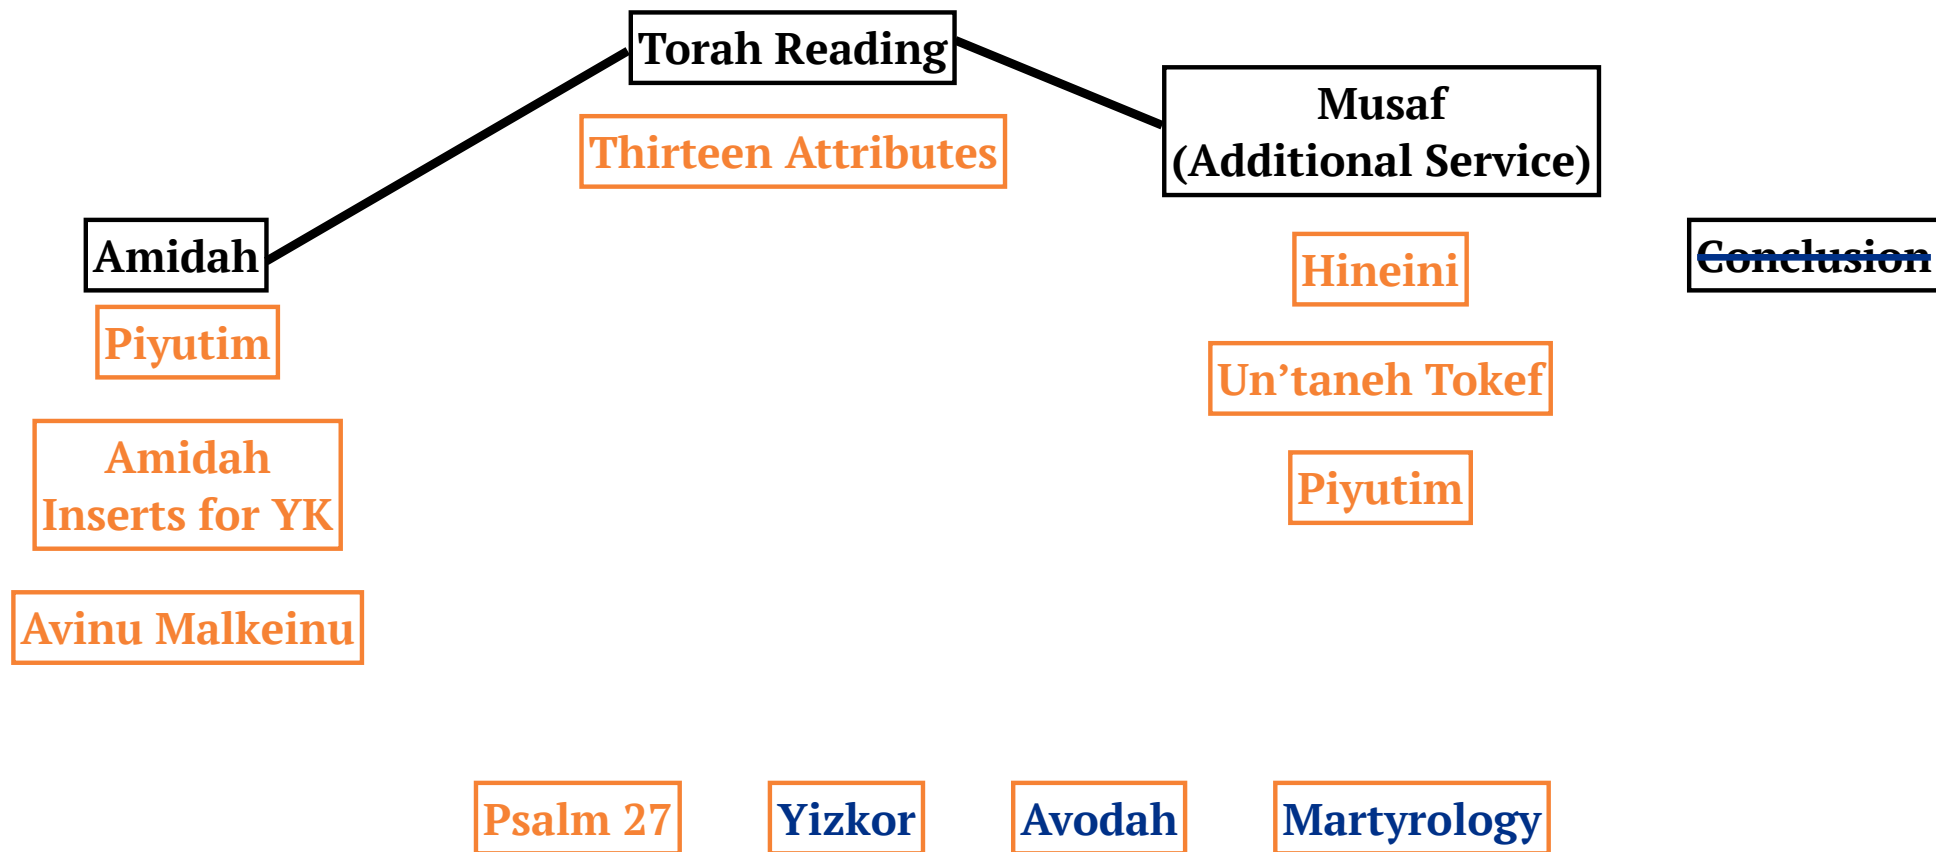 Torah Reading
Thirteen Attributes
Musaf
(Additional Service)
Amidah
Piyutim
Amidah
Inserts for YK
Avinu Malkeinu
Hineini
Un’taneh Tokef
Piyutim
Conclusion
Psalm 27
Yizkor
Avodah
Martyrology